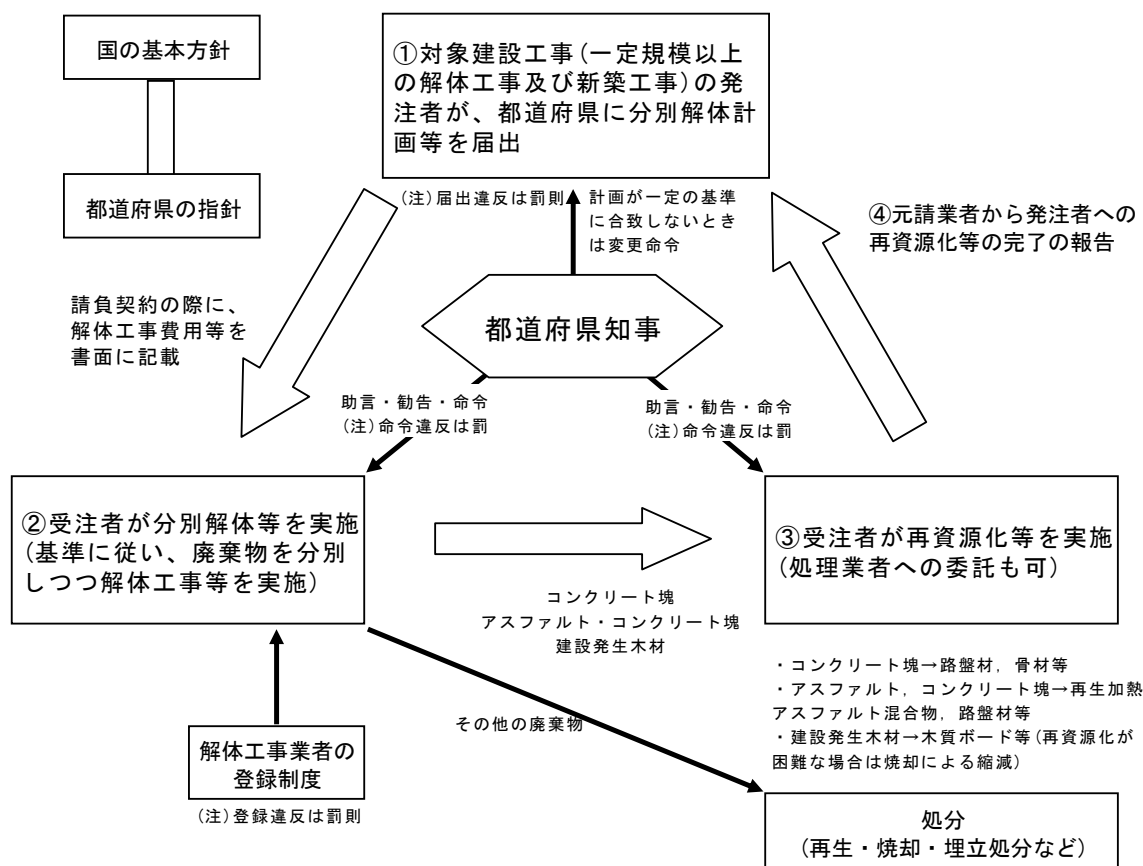 国の基本方針
都道府県の指針
①対象建設工事(一定規模以上
の解体工事及び新築工事)の発
注者が、都道府県に分別解体計
画等を届出
(注)届出違反は罰則
計画が一定の基準
に合致しないとき
は変更命令
④元請業者から発注者への
再資源化等の完了の報告
請負契約の際に、
解体工事費用等を
書面に記載
都道府県知事
助言・勧告・命令
(注)命令違反は罰
助言・勧告・命令
(注)命令違反は罰
②受注者が分別解体等を実施
(基準に従い、廃棄物を分別
しつつ解体工事等を実施)
③受注者が再資源化等を実施
(処理業者への委託も可)
コンクリート塊
アスファルト・コンクリート塊
建設発生木材
・コンクリート塊→路盤材，骨材等
・アスファルト，コンクリート塊→再生加熱
アスファルト混合物，路盤材等
・建設発生木材→木質ボード等(再資源化が
困難な場合は焼却による縮減)
その他の廃棄物
解体工事業者の
登録制度
(注)登録違反は罰則
処分
(再生・焼却・埋立処分など)